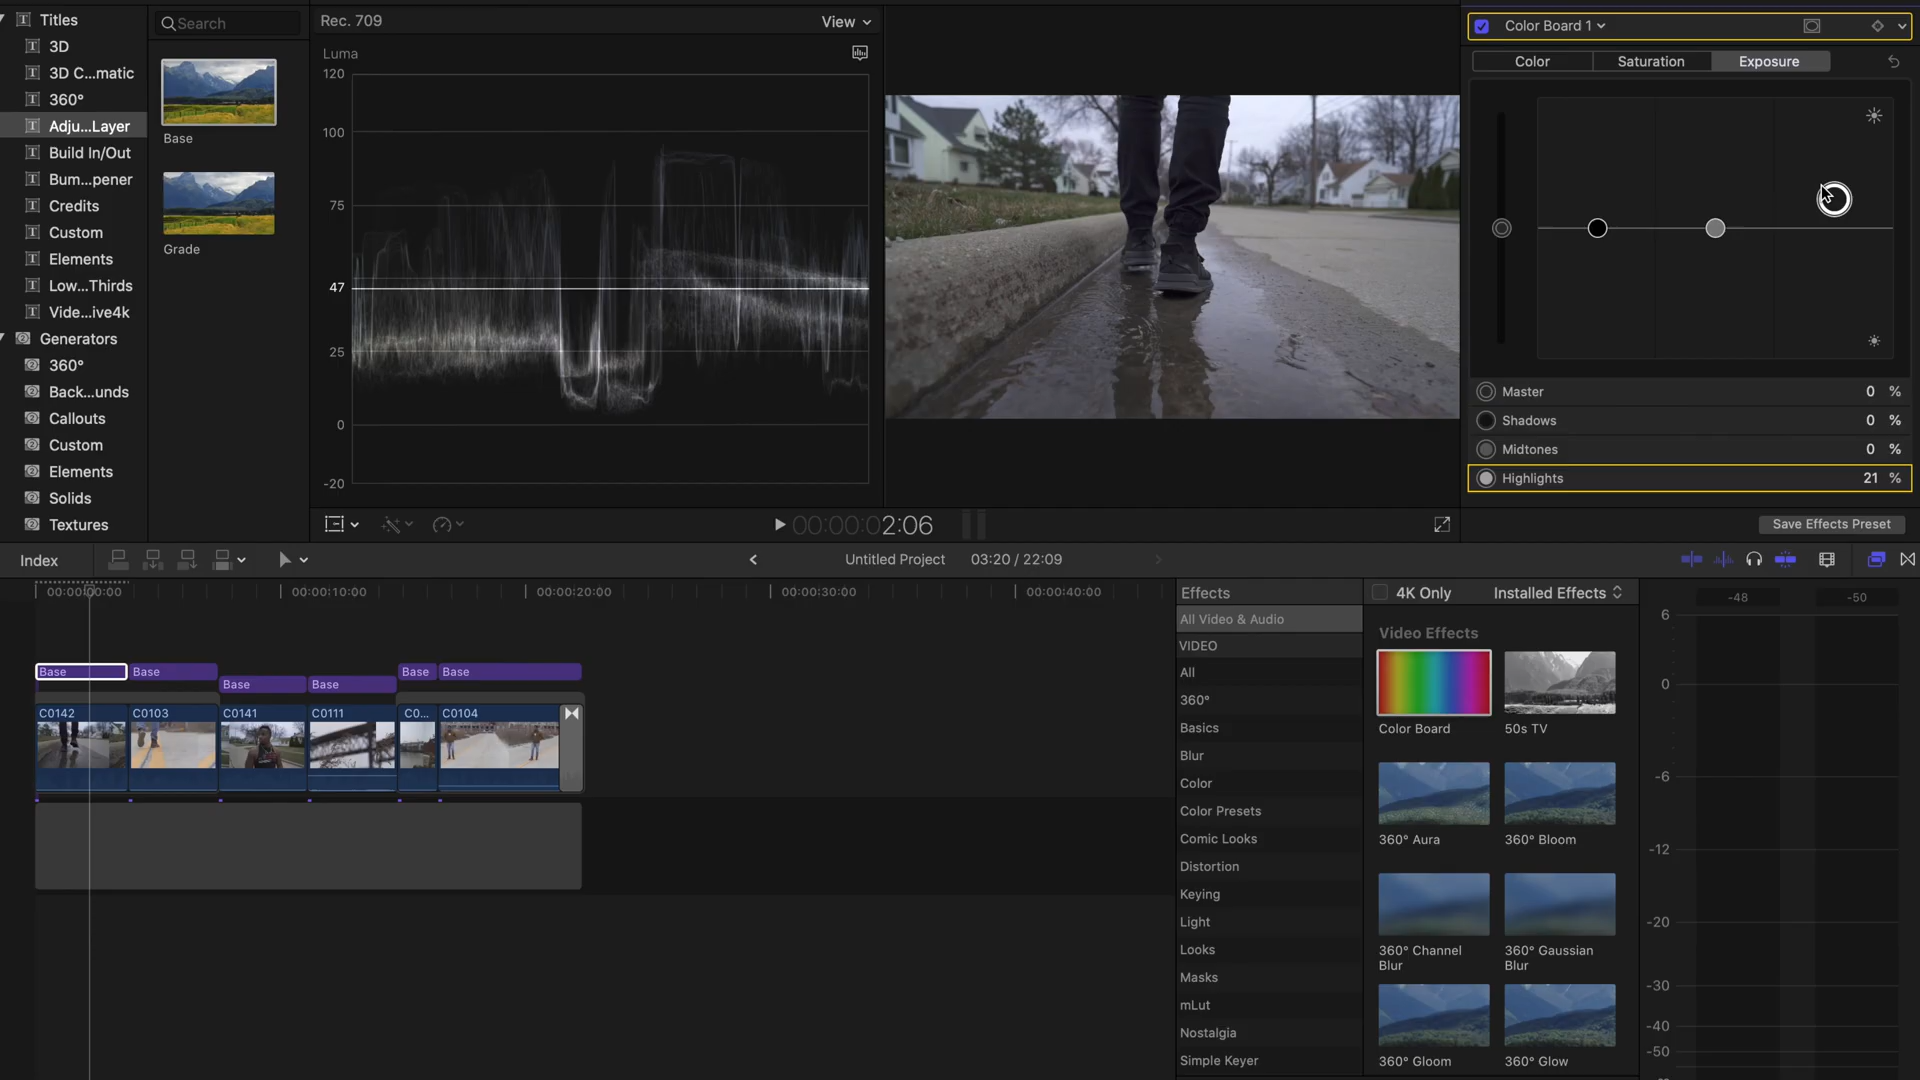 Titles
3D
3D C...matic
360°
Adju...Layer
Build In/Out
Bum...pener
Credits
Custom
Elements
Low...Thirds
Vide...ive4k
Generators
360°
Back...unds
Callouts
Custom
Elements
Solids
Textures
Search
Base
Grade
Rec. 709
View
Luma
120
100
75
47
25
0
-20
00:00:02:06
Color Board 1
Color
Saturation
Exposure
Master 0 %
Shadows 0 %
Midtones 0 %
Highlights 21 %
Save Effects Preset
Index
Untitled Project
03:20 / 22:09
00:00:00:00
00:00:10:00
00:00:20:00
00:00:30:00
00:00:40:00
Base
Base
Base
Base
Base
Base
C0142
C0103
C0141
C0111
C0...
C0104
Effects
All Video & Audio
VIDEO
All
360°
Basics
Blur
Color
Color Presets
Comic Looks
Distortion
Keying
Light
Looks
Masks
mLut
Nostalgia
Simple Keyer
4K Only
Installed Effects
Video Effects
Color Board
50s TV
360° Aura
360° Bloom
360° Channel
Blur
360° Gaussian
Blur
360° Gloom
360° Glow
-48
-50
6
0
-6
-12
-20
-30
-40
-50